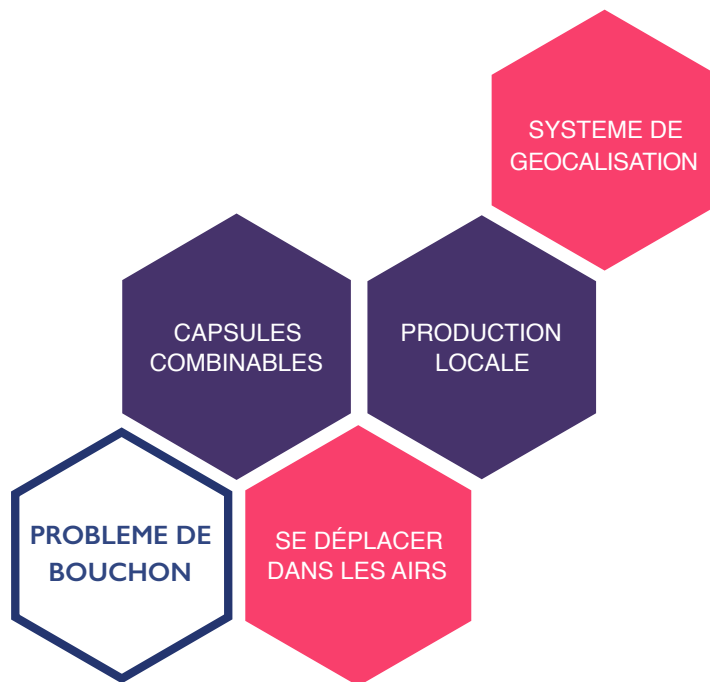 SYSTEME DE
GEOCALISATION
CAPSULES
COMBINABLES
PRODUCTION
LOCALE
PROBLEME DE
BOUCHON
SE DÉPLACER
DANS LES AIRS